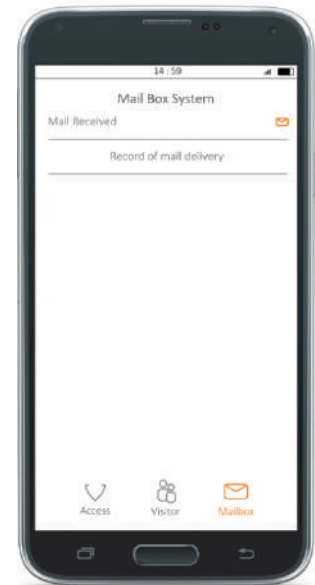 14:59
Mail Box System
Mail Received
Record of mail delivery
Access
Visitor
Mailbox